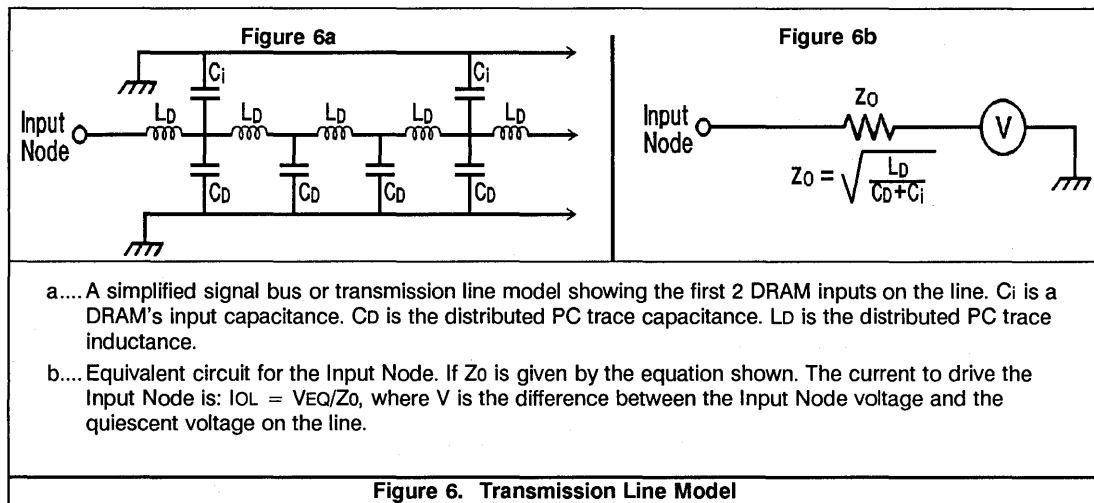 Figure 6a
Ci
Ci
LD
LD
LD
LD
LD
Input
Node
CD
CD
CD
CD
Figure 6b
Input
Node
ZO
V
ZO = √ LD / CD+Ci
a.... A simplified signal bus or transmission line model showing the first 2 DRAM inputs on the line. Ci is a
DRAM's input capacitance. CD is the distributed PC trace capacitance. LD is the distributed PC trace
inductance.
b.... Equivalent circuit for the Input Node. If Z0 is given by the equation shown. The current to drive the
Input Node is: IOL = VEQ/Z0, where V is the difference between the Input Node voltage and the
quiescent voltage on the line.
Figure 6. Transmission Line Model